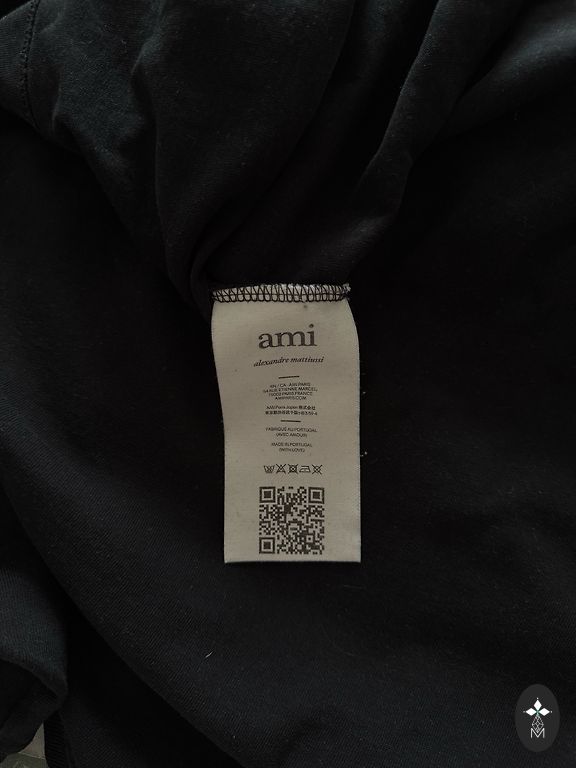 ami
alexandre mattiussi
RN / CA - AMI PARIS
54 RUE ETIENNE MARCEL,
75002 PARIS FRANCE
AMIPARIS.COM
AMI Paris Japan 株式会社
FABRIQUÉ AU PORTUGAL
(AVEC AMOUR)
MADE IN PORTUGAL
(WITH LOVE)
M